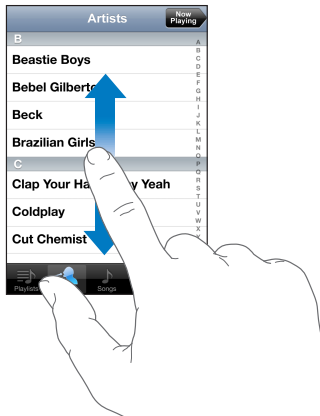 Artists
Now
Playing
B
Beastie Boys
Bebel Gilberto
Beck
Brazilian Girls
C
Clap Your Ha y Yeah
Coldplay
Cut Chemist
A
B
C
D
E
F
G
H
I
J
K
L
M
N
O
P
Q
R
S
T
U
V
W
X
Playlists
Songs